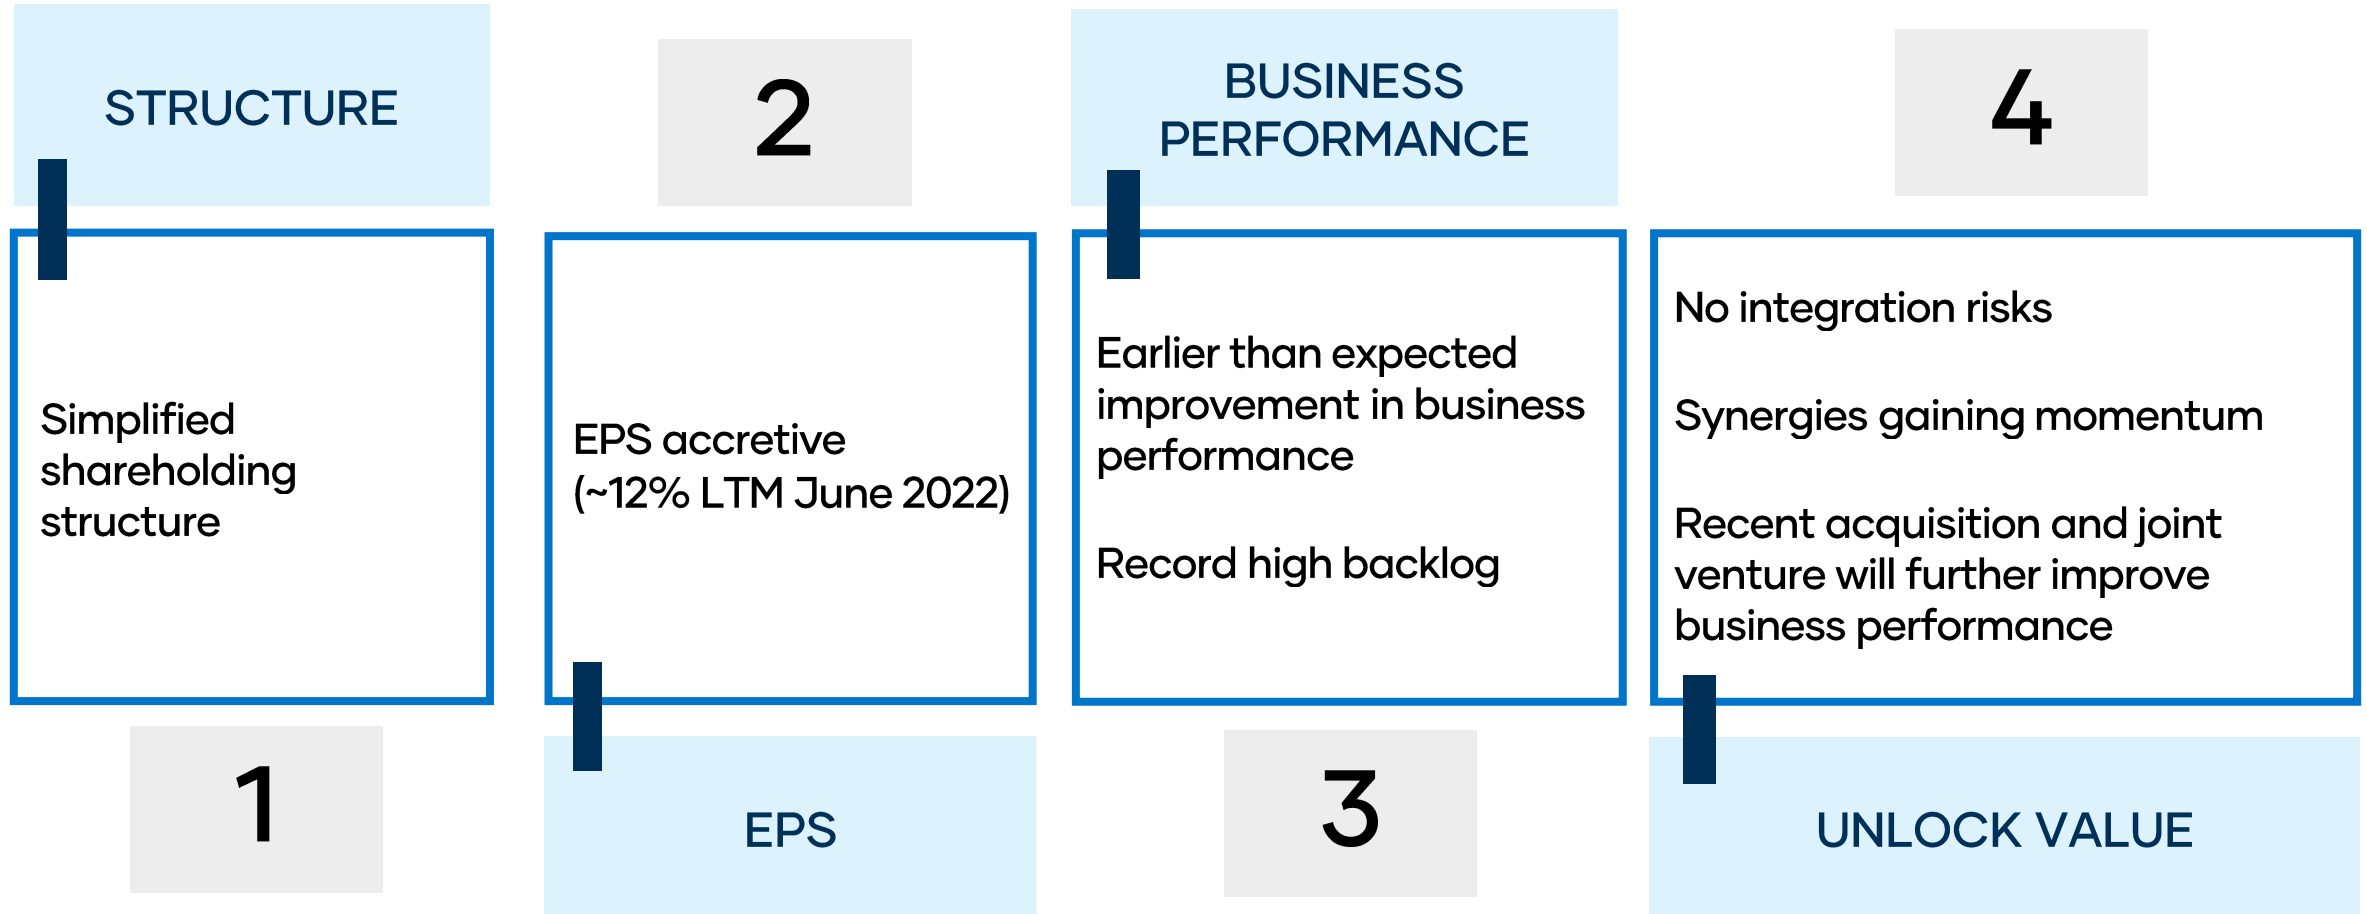 STRUCTURE
Simplified
shareholding
structure
1
2
EPS accretive
(~12% LTM June 2022)
EPS
BUSINESS
PERFORMANCE
Earlier than expected
improvement in business
performance
Record high backlog
3
4
No integration risks
Synergies gaining momentum
Recent acquisition and joint
venture will further improve
business performance
UNLOCK VALUE